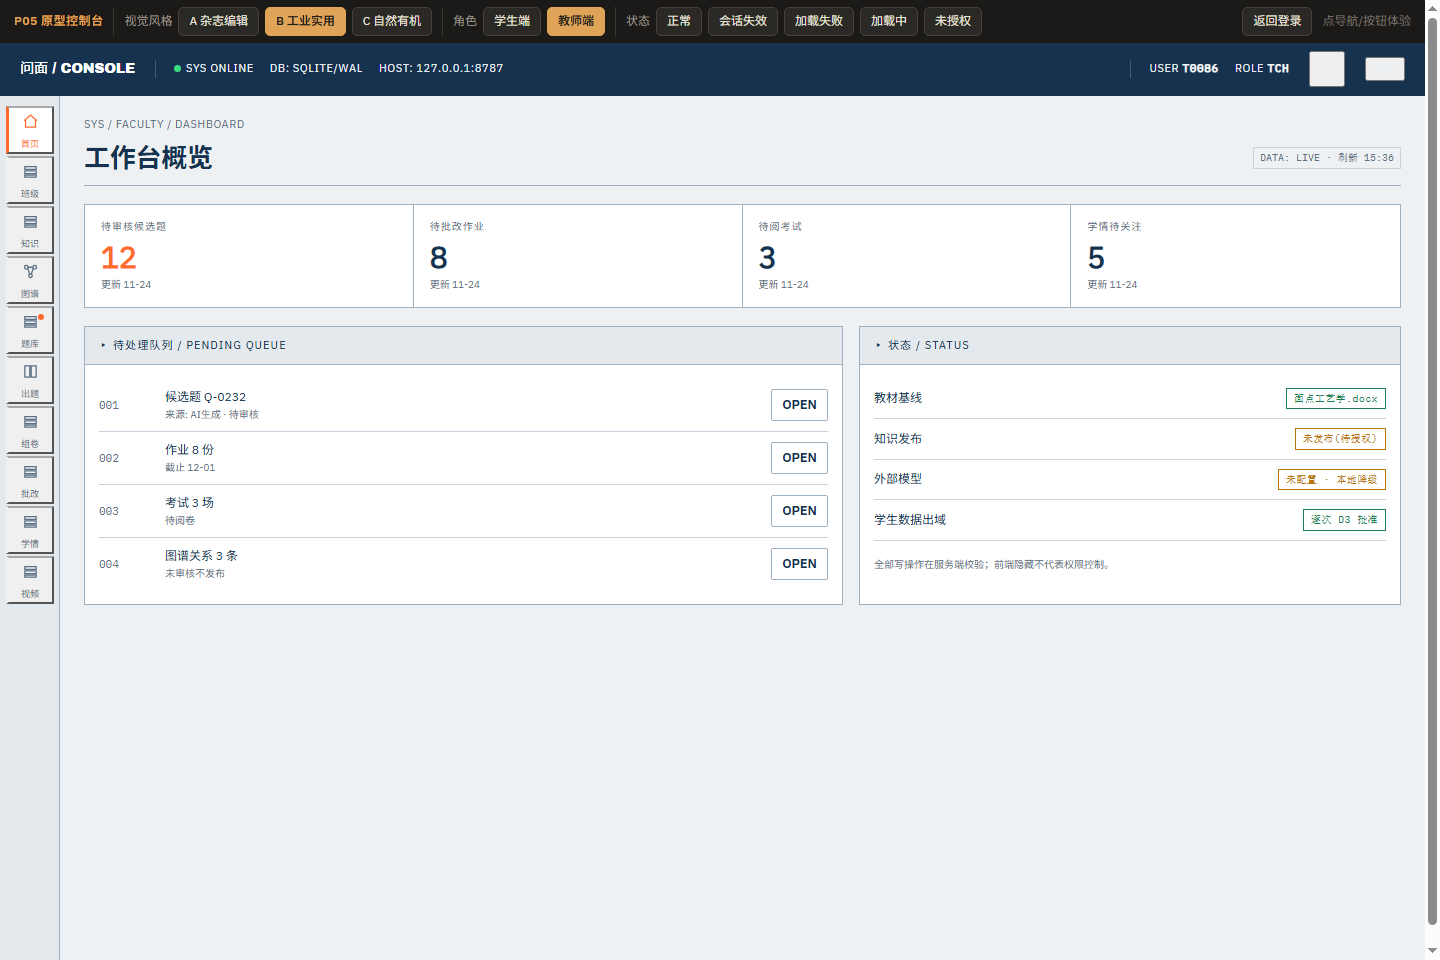 P05 原型控制台 视觉风格 A 杂志编辑 B 工业实用 C 自然有机 角色 学生端 教师端 状态 正常 会话失效 加载失败 加载中 未授权 返回登录 点导航/按钮体验
问面 / CONSOLE SYS ONLINE DB: SQLITE/WAL HOST: 127.0.0.1:8787 USER T0086 ROLE TCH
首页
班级
知识
图谱
题库
出题
组卷
批改
学情
视频
SYS / FACULTY / DASHBOARD
工作台概览
DATA: LIVE · 刷新 15:36
待审核候选题
12
更新 11-24
待批改作业
8
更新 11-24
待阅考试
3
更新 11-24
学情待关注
5
更新 11-24
▸ 待处理队列 / PENDING QUEUE
001 候选题 Q-0232 OPEN
来源: AI生成 · 待审核
002 作业 8 份 OPEN
截止 12-01
003 考试 3 场 OPEN
待阅卷
004 图谱关系 3 条 OPEN
未审核不发布
▸ 状态 / STATUS
教材基线 面点工艺学.docx
知识发布 未发布(待授权)
外部模型 未配置 · 本地降级
学生数据出域 逐次 D3 批准
全部写操作在服务端校验；前端隐藏不代表权限控制。